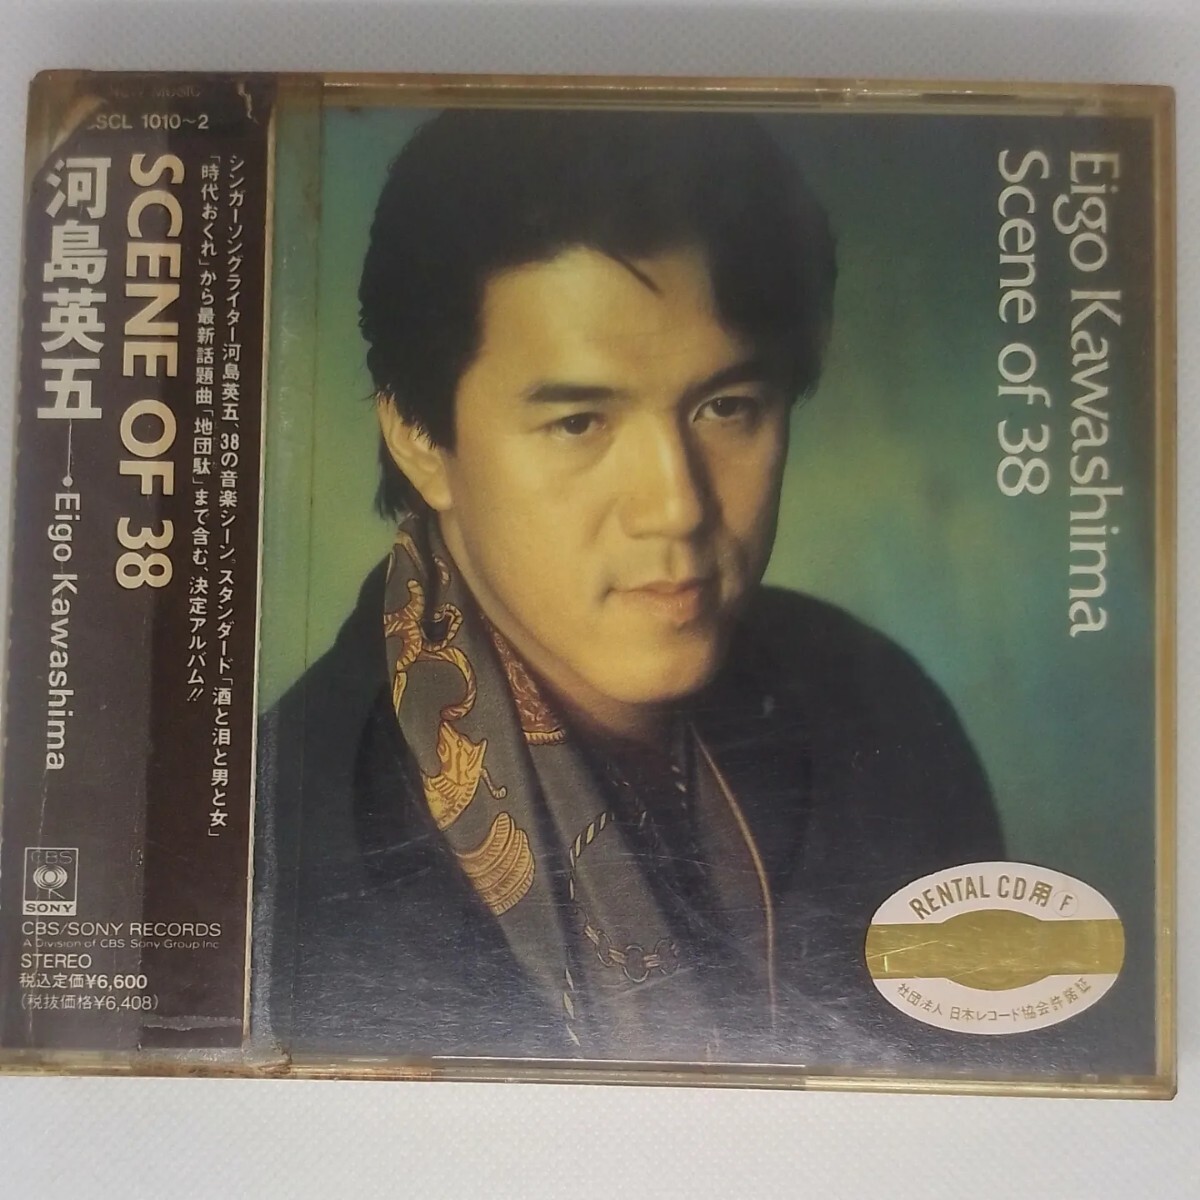 NEW MUSIC
CSCL 1010～2
シンガーソングライター河島英五、38の音楽シーン。スタンダード「酒と泪と男と女」
「時代おくれ」から最新話題曲「地団駄」まで含む、決定アルバム!!
SCENE OF 38
河島英五
Eigo Kawashima
CBS
SONY
CBS/SONY RECORDS
A Division of CBS Sony Group Inc
STEREO
税込定価¥6,600
(税抜価格¥6,408)
Eigo Kawashima
Scene of 38
RENTAL CD用 F
社団法人 日本レコード協会許諾証